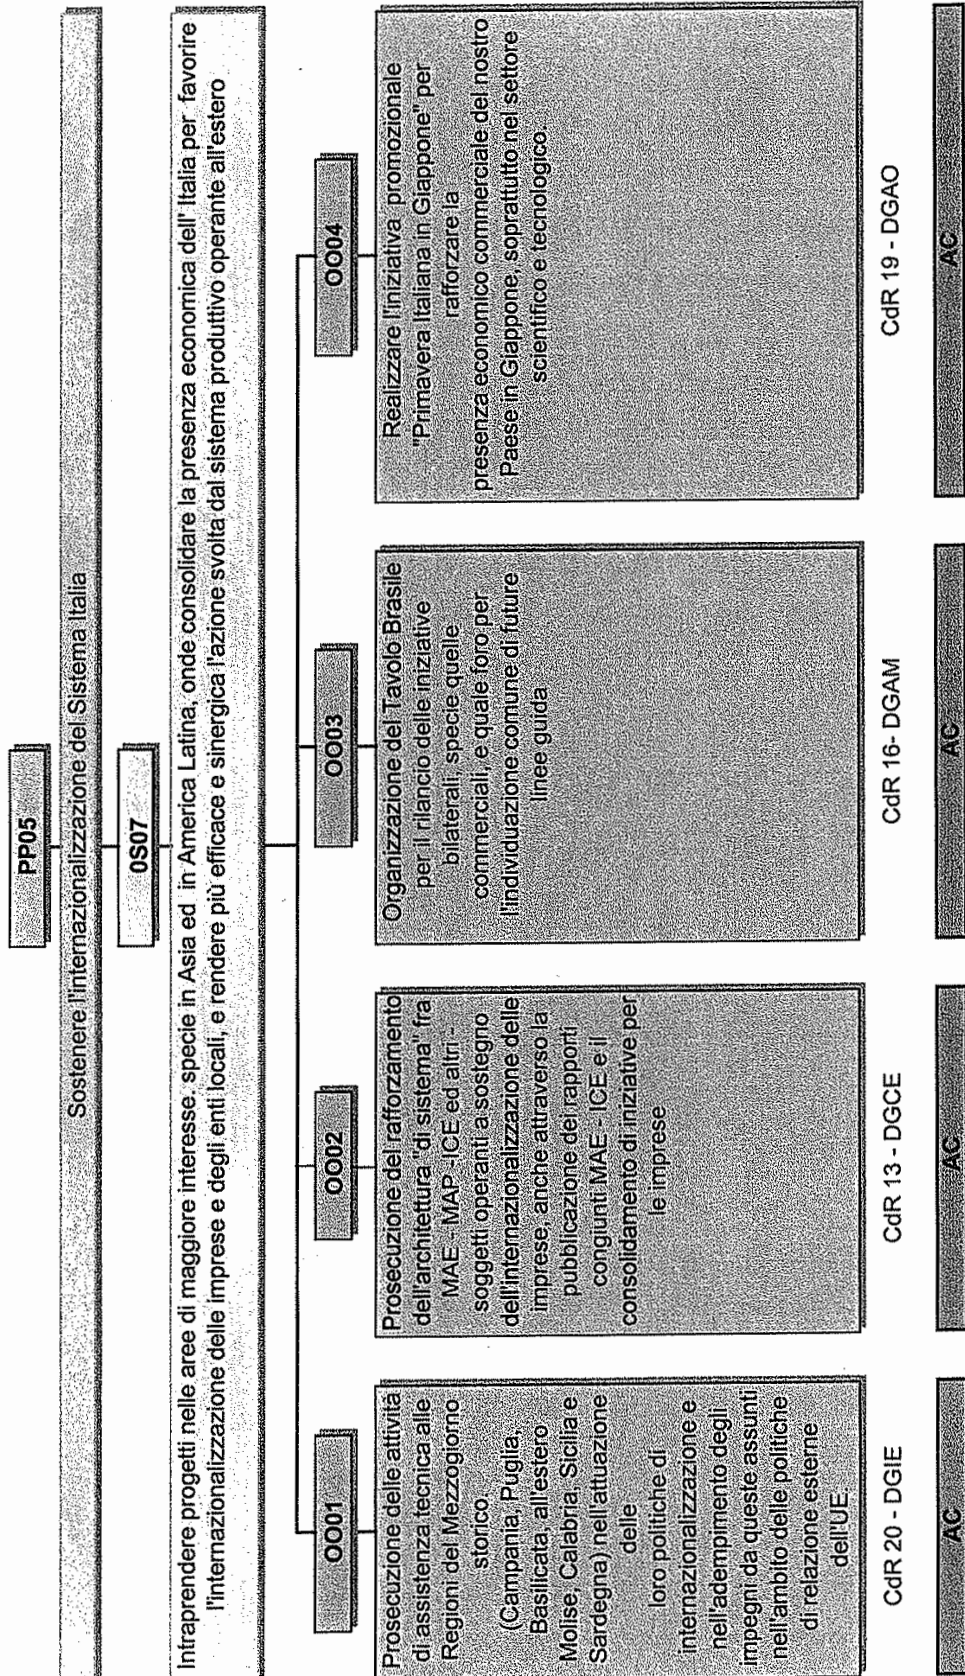 PP05
Sostenere l'internazionalizzazione del Sistema Italia
0S07
Intraprendere progetti nelle aree di maggiore interesse, specie in Asia ed in America Latina, onde consolidare la presenza economica dell' Italia per favorire
l'internazionalizzazione delle imprese e degli enti locali, e rendere più efficace e sinergica l'azione svolta dal sistema produttivo operante all'estero
OO01
Prosecuzione delle attività
di assistenza tecnica alle
Regioni del Mezzogiorno
storico,
(Campania, Puglia,
Basilicata, all'estero
Molise, Calabria, Sicilia e
Sardegna) nell'attuazione
delle
loro politiche di
internazionalizzazione e
nell'adempimento degli
impegni da queste assunti
nell'ambito delle politiche
di relazione esterne
dell'UE.
CdR 20 - DGIE
AC
OO02
Prosecuzione del rafforzamento
dell'architettura "di sistema" fra
MAE - MAP -ICE ed altri -
soggetti operanti a sostegno
dell'internazionalizzazione delle
imprese, anche attraverso la
pubblicazione dei rapporti
congiunti MAE - ICE e il
consolidamento di iniziative per
le imprese
CdR 13 - DGCE
AC
OO03
Organizzazione del Tavolo Brasile
per il rilancio delle iniziative
bilaterali, specie quelle
commerciali, e quale foro per
l'individuazione comune di future
linee guida
CdR 16- DGAM
AC
OO04
Realizzare l'iniziativa promozionale
"Primavera Italiana in Giappone" per
rafforzare la
presenza economico commerciale del nostro
Paese in Giappone, soprattutto nel settore
scientifico e tecnologico.
CdR 19 - DGAO
AC